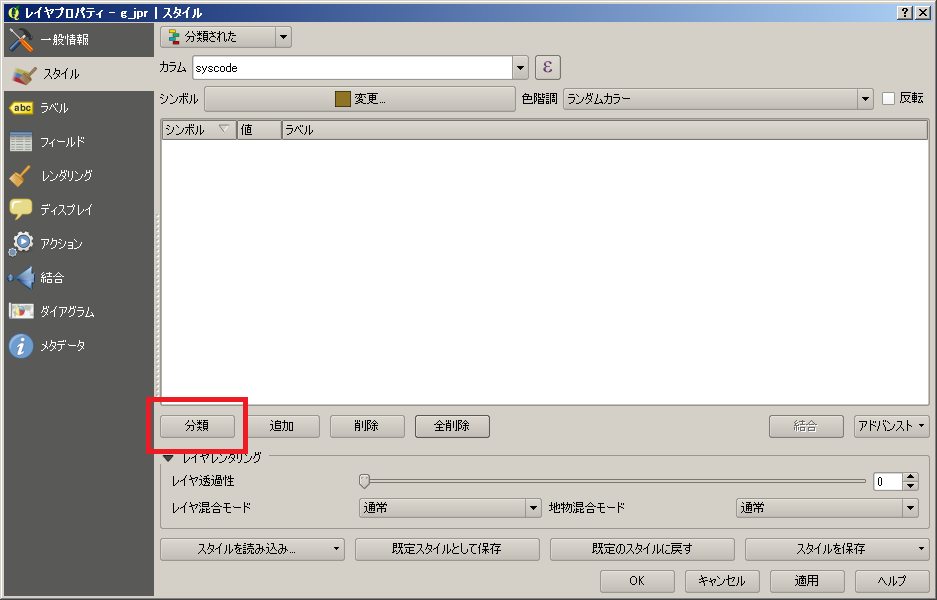 レイヤプロパティ - g_jpr | スタイル
一般情報
スタイル
abc ラベル
フィールド
レンダリング
ディスプレイ
アクション
結合
ダイアグラム
メタデータ
分類された
カラム syscode ε
シンボル 変更... 色階調 ランダムカラー 反転
シンボル 値 ラベル
分類 追加 削除 全削除 結合 アドバンスト
レイヤレンダリング
レイヤ透過性 0
レイヤ混合モード 通常 地物混合モード 通常
スタイルを読み込み... 既定スタイルとして保存 既定のスタイルに戻す スタイルを保存
OK キャンセル 適用 ヘルプ